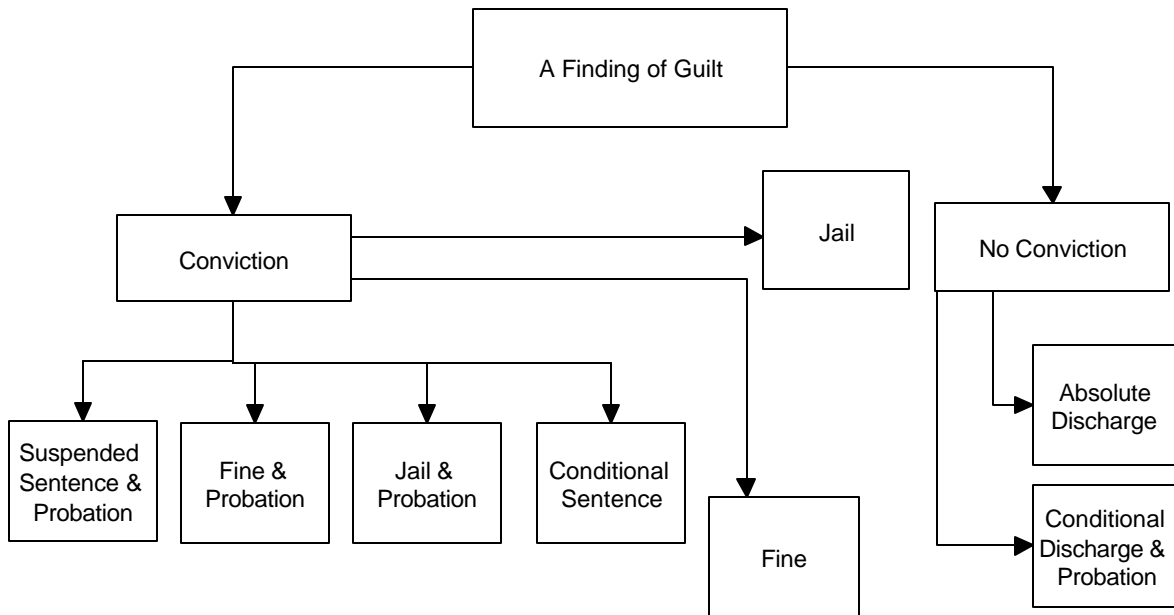 A Finding of Guilt
Jail
Conviction
No Conviction
Absolute
Discharge
Suspended
Sentence &
Probation
Fine &
Probation
Jail &
Probation
Conditional
Sentence
Fine
Conditional
Discharge &
Probation